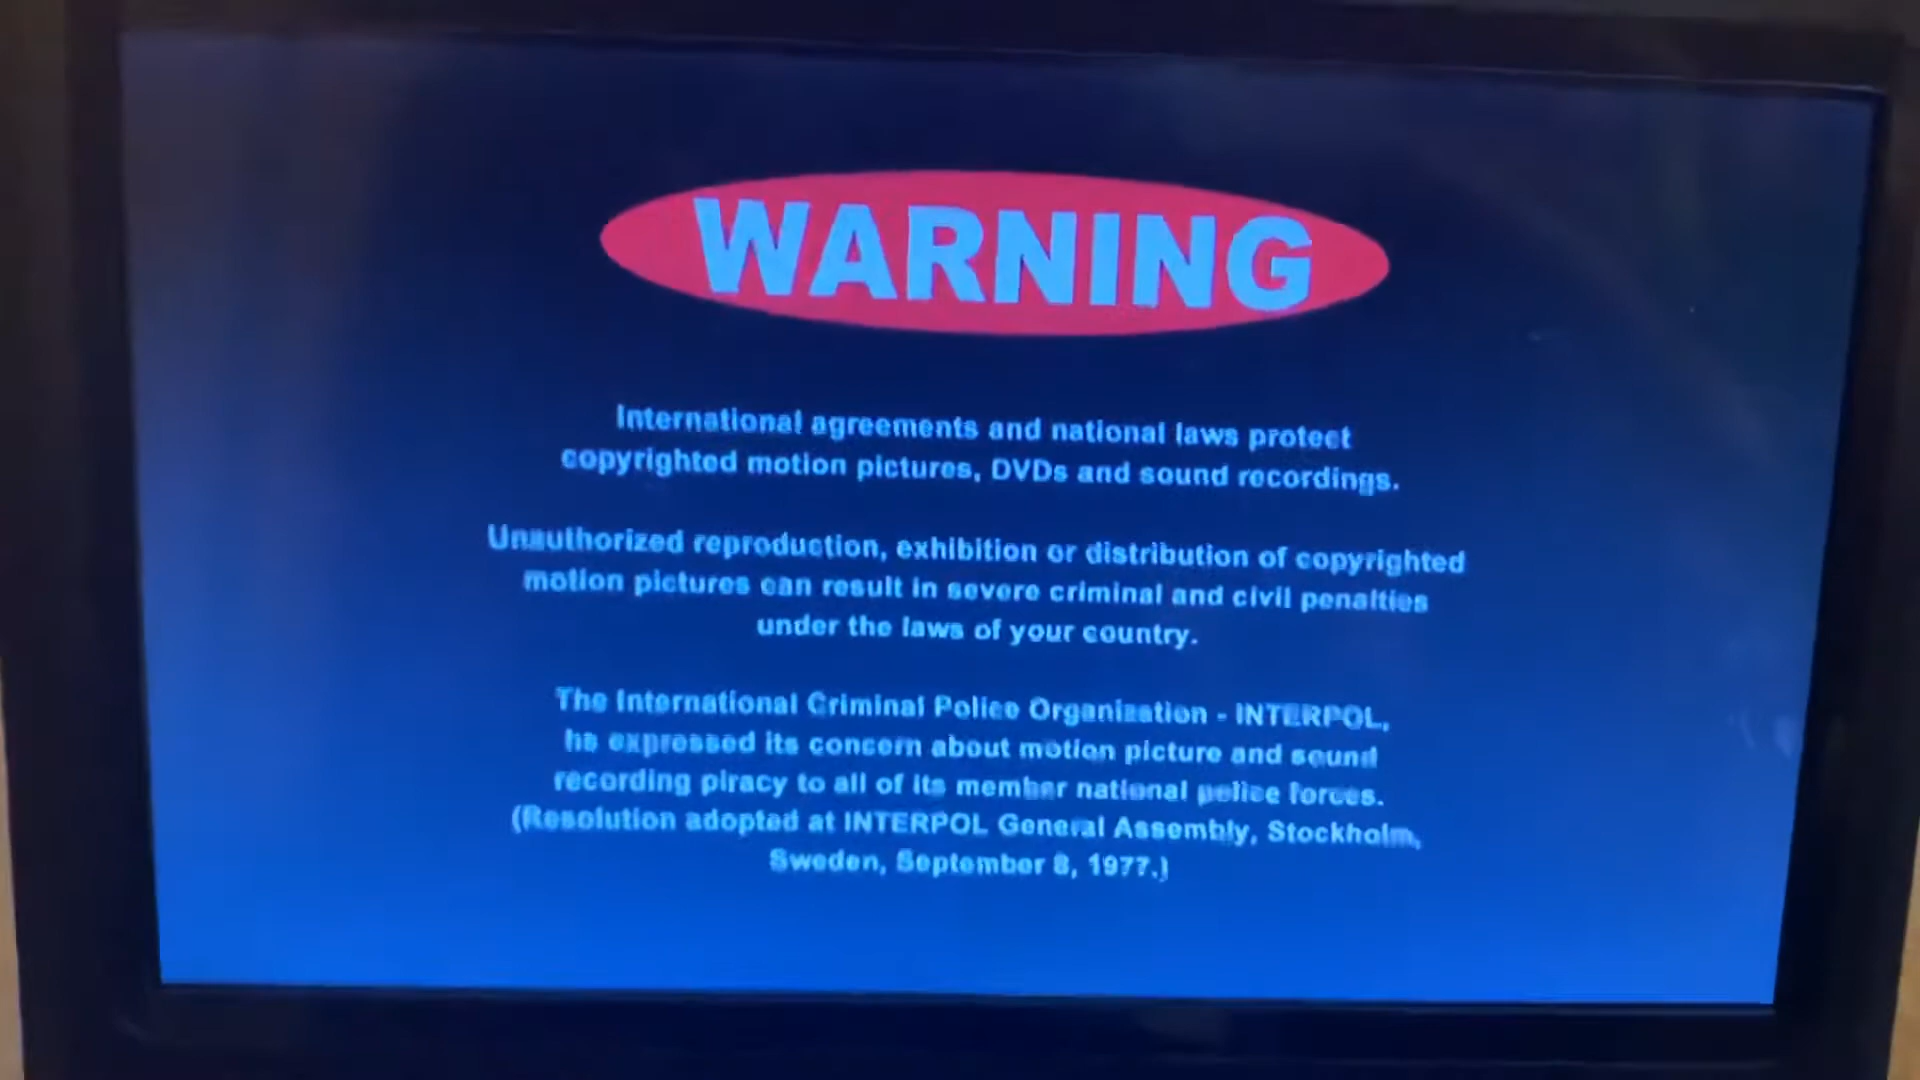 WARNING
International agreements and national laws protect
copyrighted motion pictures, DVDs and sound recordings.
Unauthorized reproduction, exhibition or distribution of copyrighted
motion pictures can result in severe criminal and civil penalties
under the laws of your country.
The International Criminal Police Organization - INTERPOL,
ha expressed its concern about motion picture and sound
recording piracy to all of its member national police forces.
(Resolution adopted at INTERPOL General Assembly, Stockholm,
Sweden, September 8, 1977.)